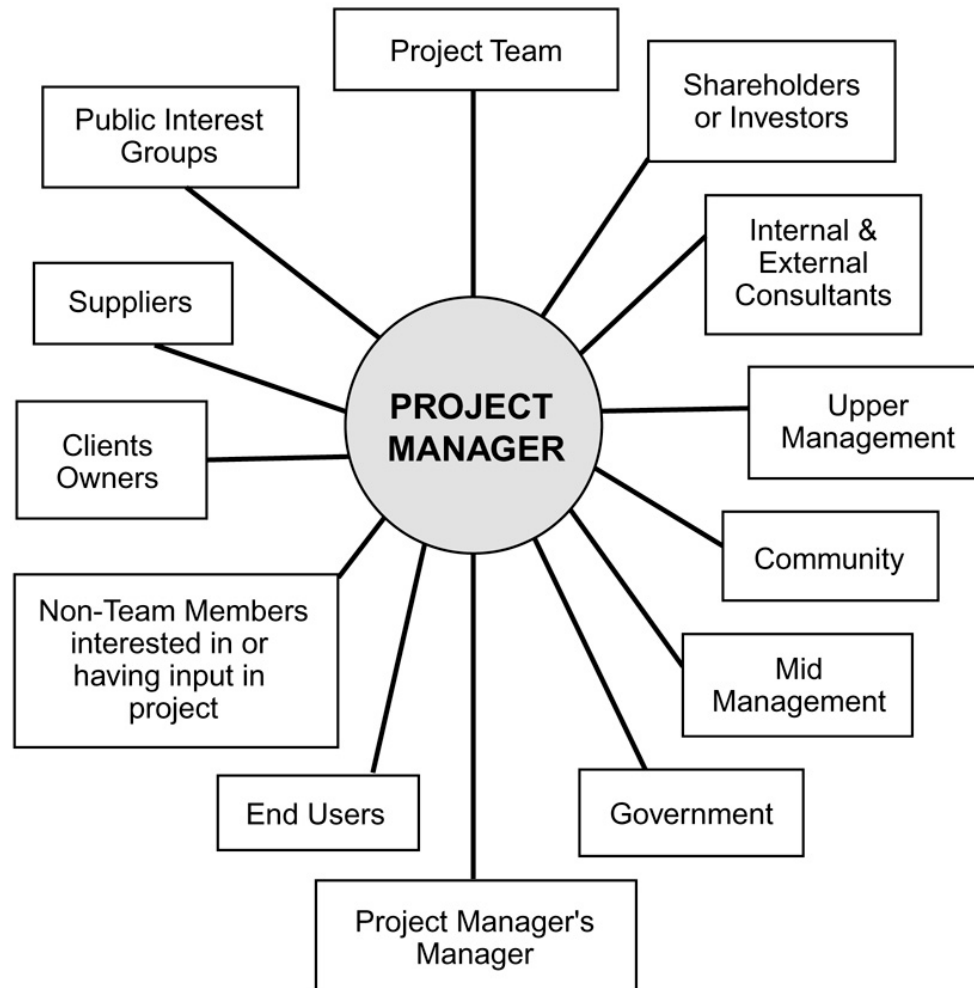 Project Team
Shareholders
or Investors
Public Interest
Groups
Internal &
External
Consultants
Suppliers
PROJECT
MANAGER
Upper
Management
Clients
Owners
Community
Non-Team Members
interested in or
having input in
project
Mid
Management
End Users
Government
Project Manager's
Manager